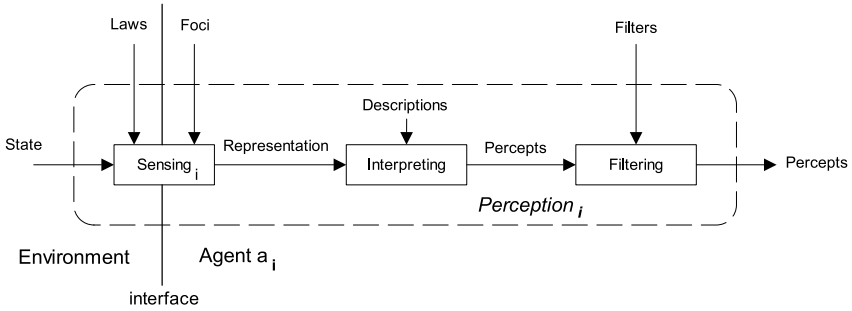 Laws
Foci
Filters
Descriptions
State
Sensing i
Representation
Interpreting
Percepts
Filtering
Percepts
Perception i
Environment
Agent a i
interface